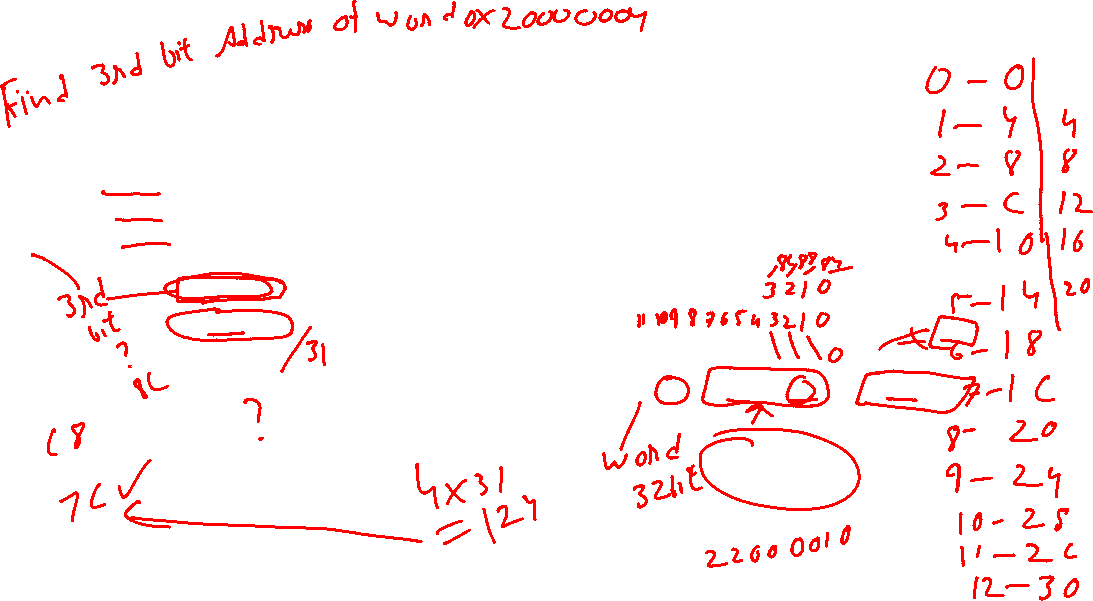 Find 3rd bit Address of word 0x20000004
0 - 0
1 - 4 4
2 - 8 8
3 - C 12
4 - 10 16
5 - 14 20
6 - 18
7 - 1C
8 - 20
9 - 24
10 - 28
11 - 2C
12 - 30
3rd
bit
?
8C
/31
?
C8
7C
4x31
=124
3 2 1 0
11 10 9 8 7 6 5 4 3 2 1 0
0
word
32bit
22000010